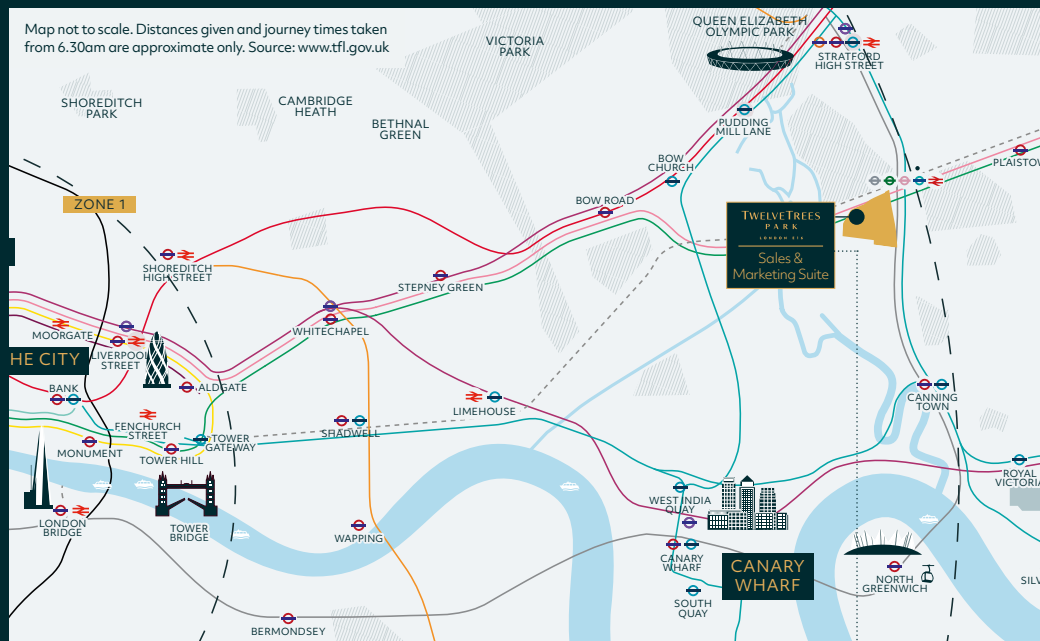 Map not to scale. Distances given and journey times taken
from 6.30am are approximate only. Source: www.tfl.gov.uk
QUEEN ELIZABETH
OLYMPIC PARK
VICTORIA
PARK
STRATFORD
HIGH STREET
SHOREDITCH
PARK
CAMBRIDGE
HEATH
BETHNAL
GREEN
PUDDING
MILL LANE
BOW
CHURCH
PLAISTOW
ZONE 1
BOW ROAD
TWELVETREES
PARK
LONDON E16
Sales &
Marketing Suite
SHOREDITCH
HIGH STREET
STEPNEY GREEN
WHITECHAPEL
MOORGATE
LIVERPOOL
STREET
HE CITY
BANK
ALDGATE
LIMEHOUSE
CANNING
TOWN
FENCHURCH
STREET
SHADWELL
TOWER
GATEWAY
MONUMENT
TOWER HILL
ROYAL
VICTORIA
WEST INDIA
QUAY
LONDON
BRIDGE
TOWER
BRIDGE
WAPPING
CANARY
WHARF
CANARY
WHARF
NORTH
GREENWICH
SILV
SOUTH
QUAY
BERMONDSEY